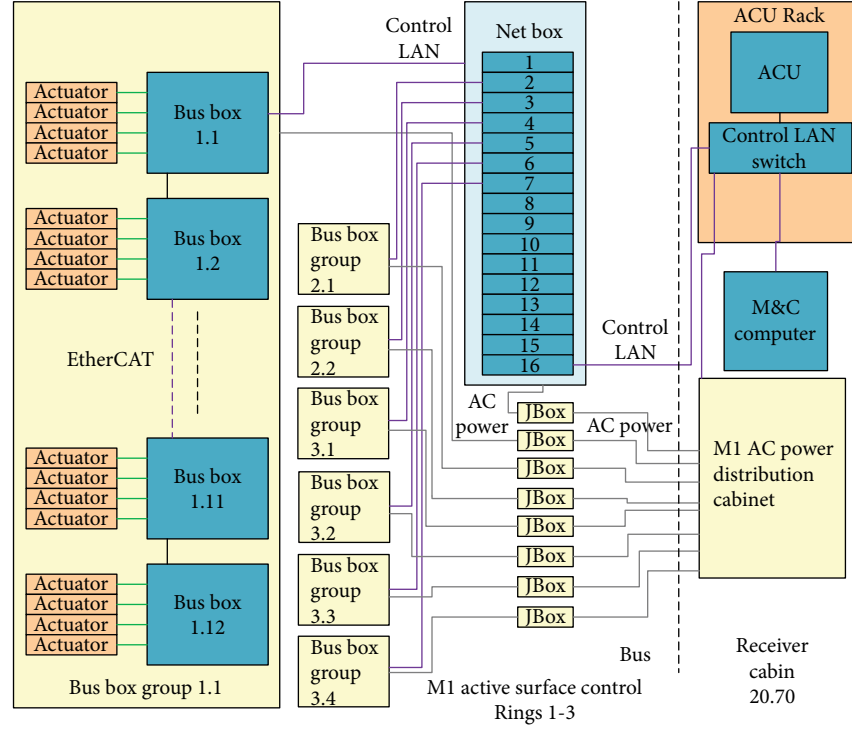 Actuator
Actuator
Actuator
Actuator
Bus box
1.1
Actuator
Actuator
Actuator
Actuator
Bus box
1.2
EtherCAT
Actuator
Actuator
Actuator
Actuator
Bus box
1.11
Actuator
Actuator
Actuator
Actuator
Bus box
1.12
Bus box group 1.1
Control
LAN
Bus box
group
2.1
Bus box
group
2.2
Bus box
group
3.1
Bus box
group
3.2
Bus box
group
3.3
Bus box
group
3.4
Net box
1
2
3
4
5
6
7
8
9
10
11
12
13
14
15
16
Control
LAN
AC
power
AC power
JBox
JBox
JBox
JBox
JBox
JBox
JBox
JBox
Bus
M1 active surface control
Rings 1-3
ACU Rack
ACU
Control LAN
switch
M&C
computer
M1 AC power
distribution
cabinet
Receiver
cabin
20.70